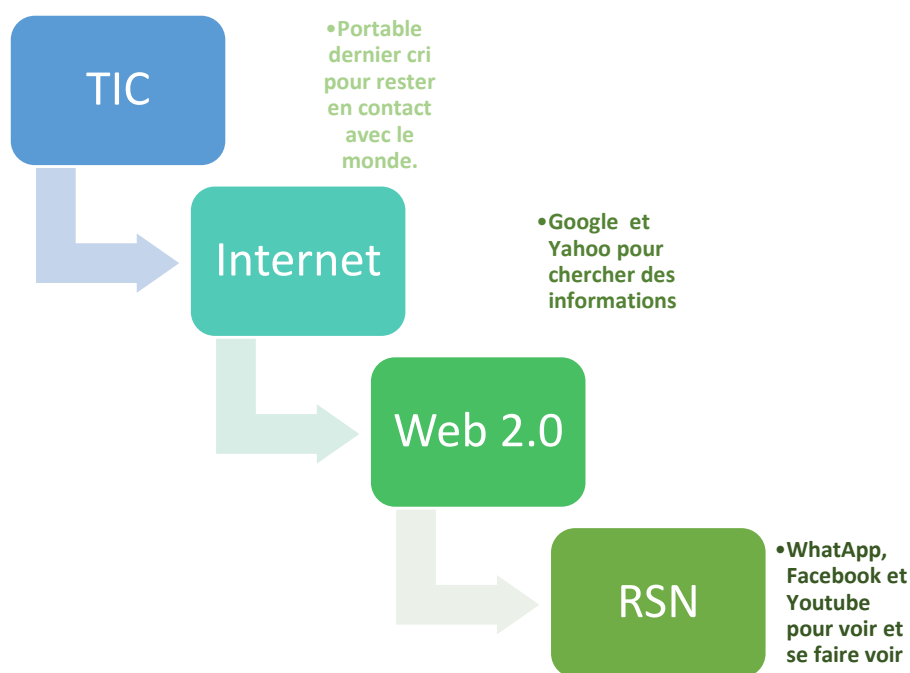 TIC
•Portable
dernier cri
pour rester
en contact
avec le
monde.
Internet
•Google et
Yahoo pour
chercher des
informations
Web 2.0
RSN
•WhatApp,
Facebook et
Youtube
pour voir et
se faire voir